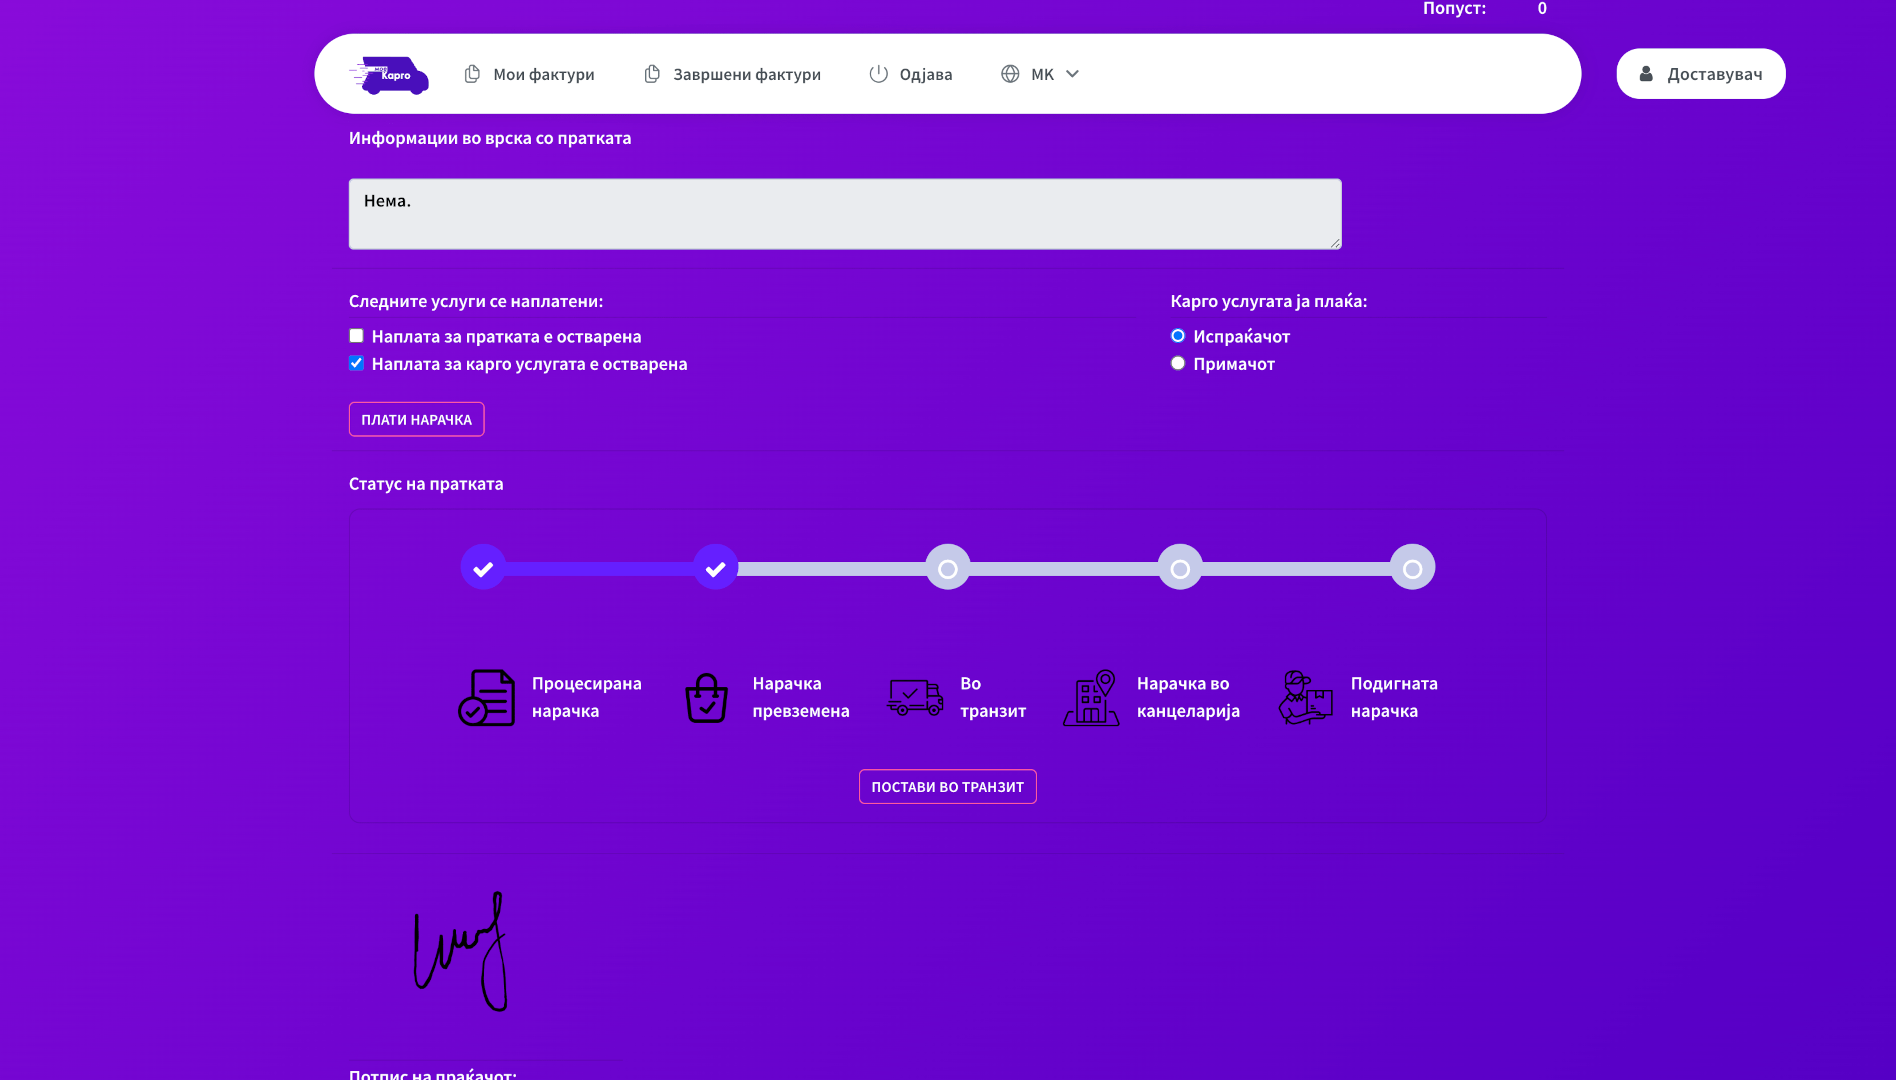 Попуст: 0
Карго
Мои фактури
Завршени фактури
Одјава
МК
Доставувач
Информации во врска со пратката
Нема.
Следните услуги се наплатени:
Наплата за пратката е остварена
Наплата за карго услугата е остварена
Карго услугата ја плаќа:
Испраќачот
Примачот
ПЛАТИ НАРАЧКА
Статус на пратката
Процесирана
нарачка
Нарачка
превземена
Во
транзит
Нарачка во
канцеларија
Подигната
нарачка
ПОСТАВИ ВО ТРАНЗИТ
Потпис на праќачот: